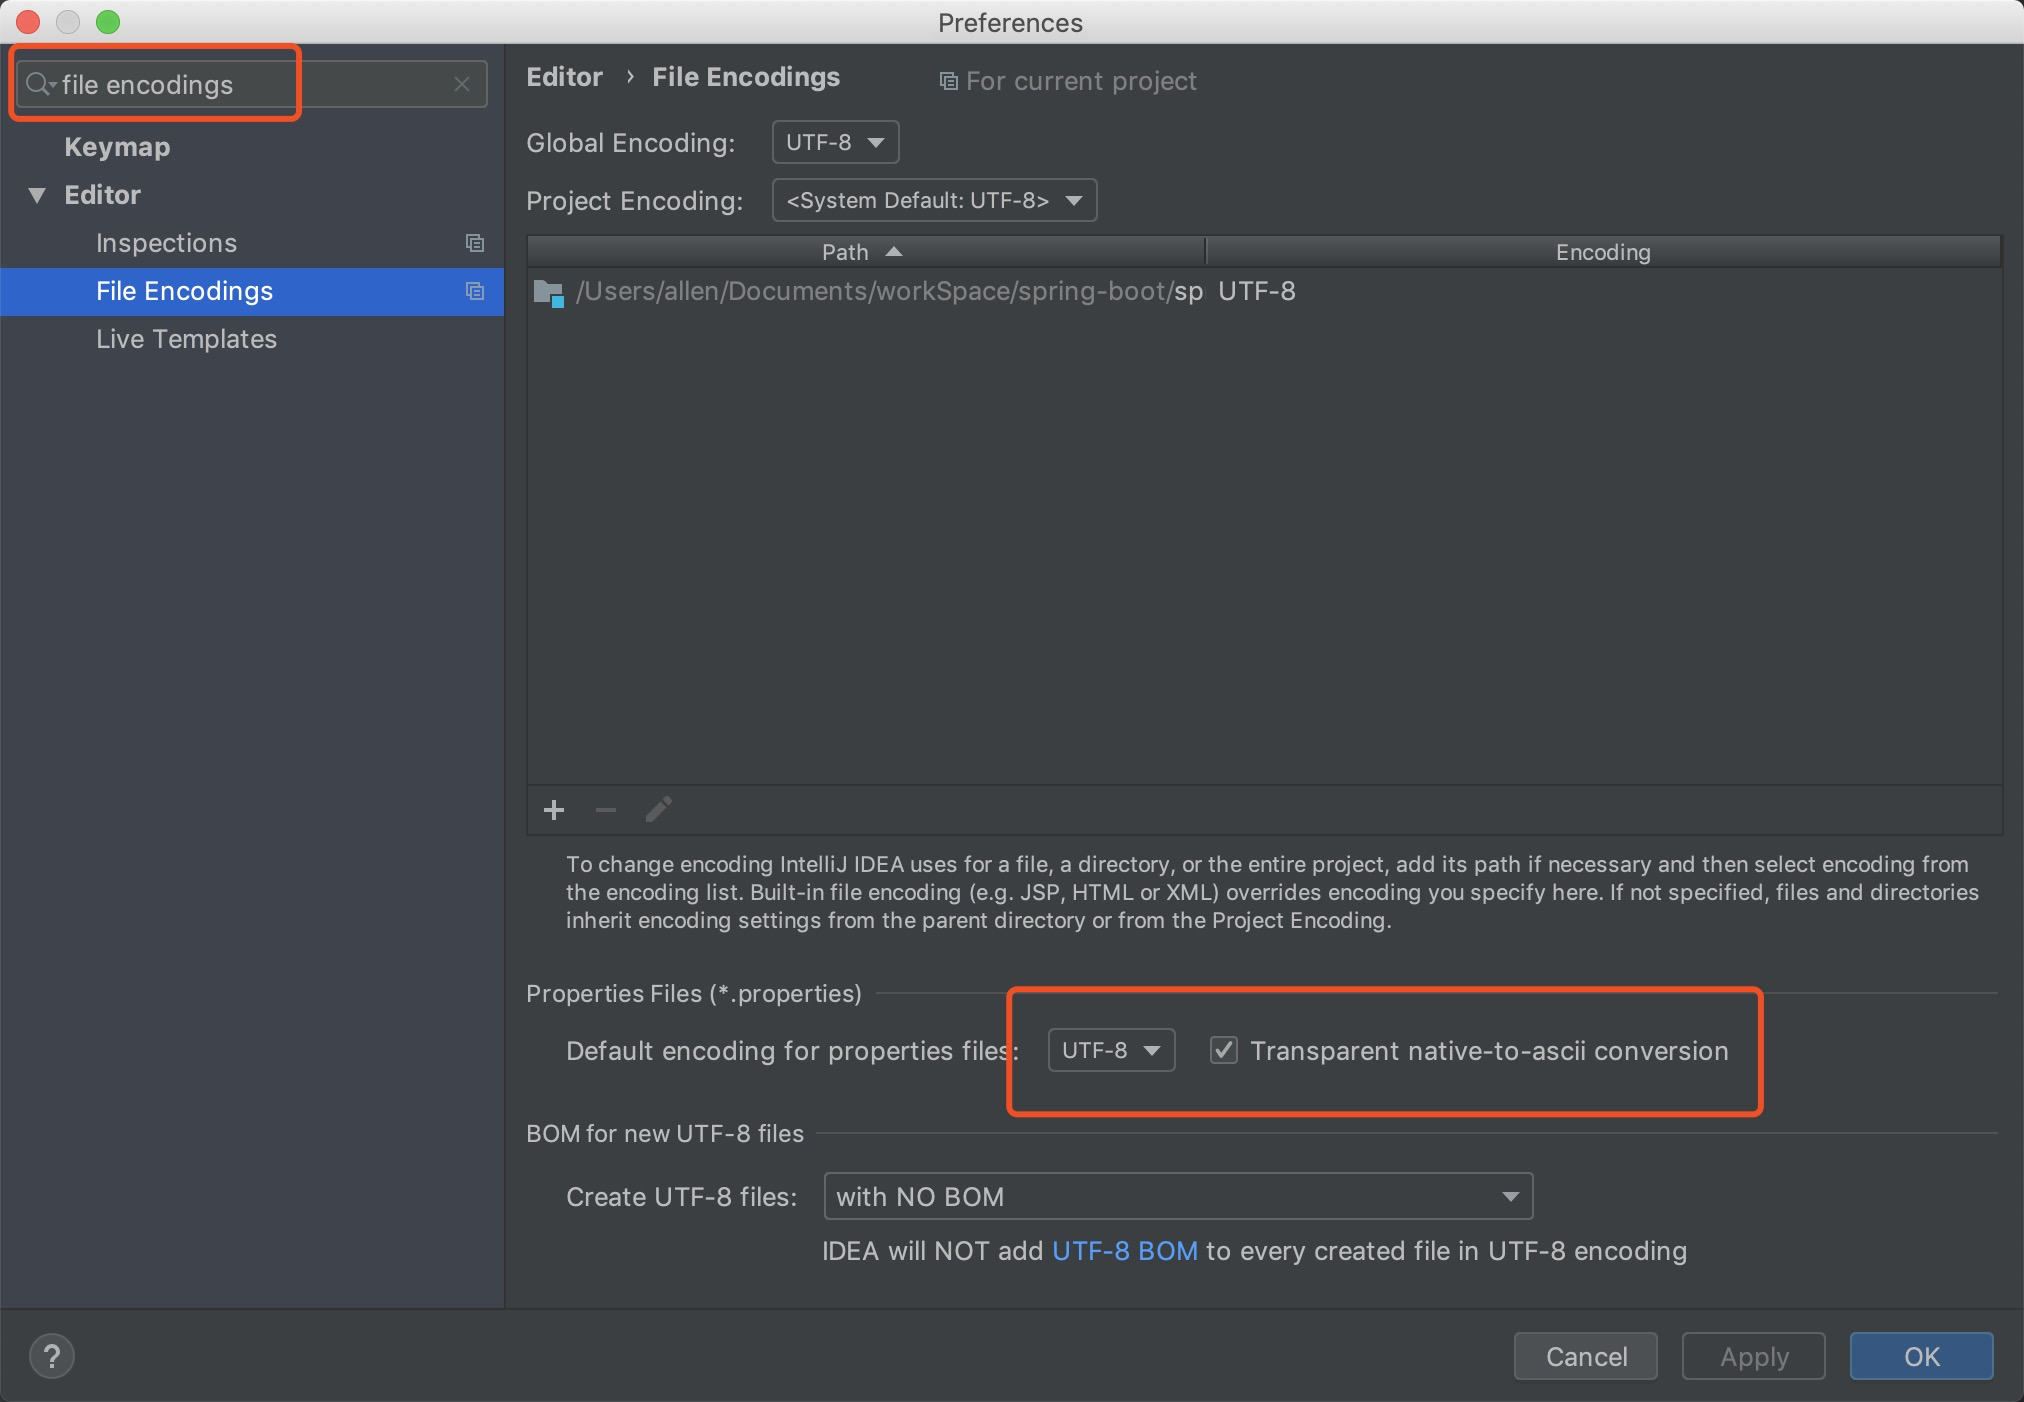 Preferences
file encodings
Keymap
Editor
Inspections
File Encodings
Live Templates
Editor › File Encodings For current project
Global Encoding: UTF-8
Project Encoding: <System Default: UTF-8>
Path Encoding
/Users/allen/Documents/workSpace/spring-boot/sp UTF-8
To change encoding IntelliJ IDEA uses for a file, a directory, or the entire project, add its path if necessary and then select encoding from
the encoding list. Built-in file encoding (e.g. JSP, HTML or XML) overrides encoding you specify here. If not specified, files and directories
inherit encoding settings from the parent directory or from the Project Encoding.
Properties Files (*.properties)
Default encoding for properties files: UTF-8 Transparent native-to-ascii conversion
BOM for new UTF-8 files
Create UTF-8 files: with NO BOM
IDEA will NOT add UTF-8 BOM to every created file in UTF-8 encoding
? Cancel Apply OK